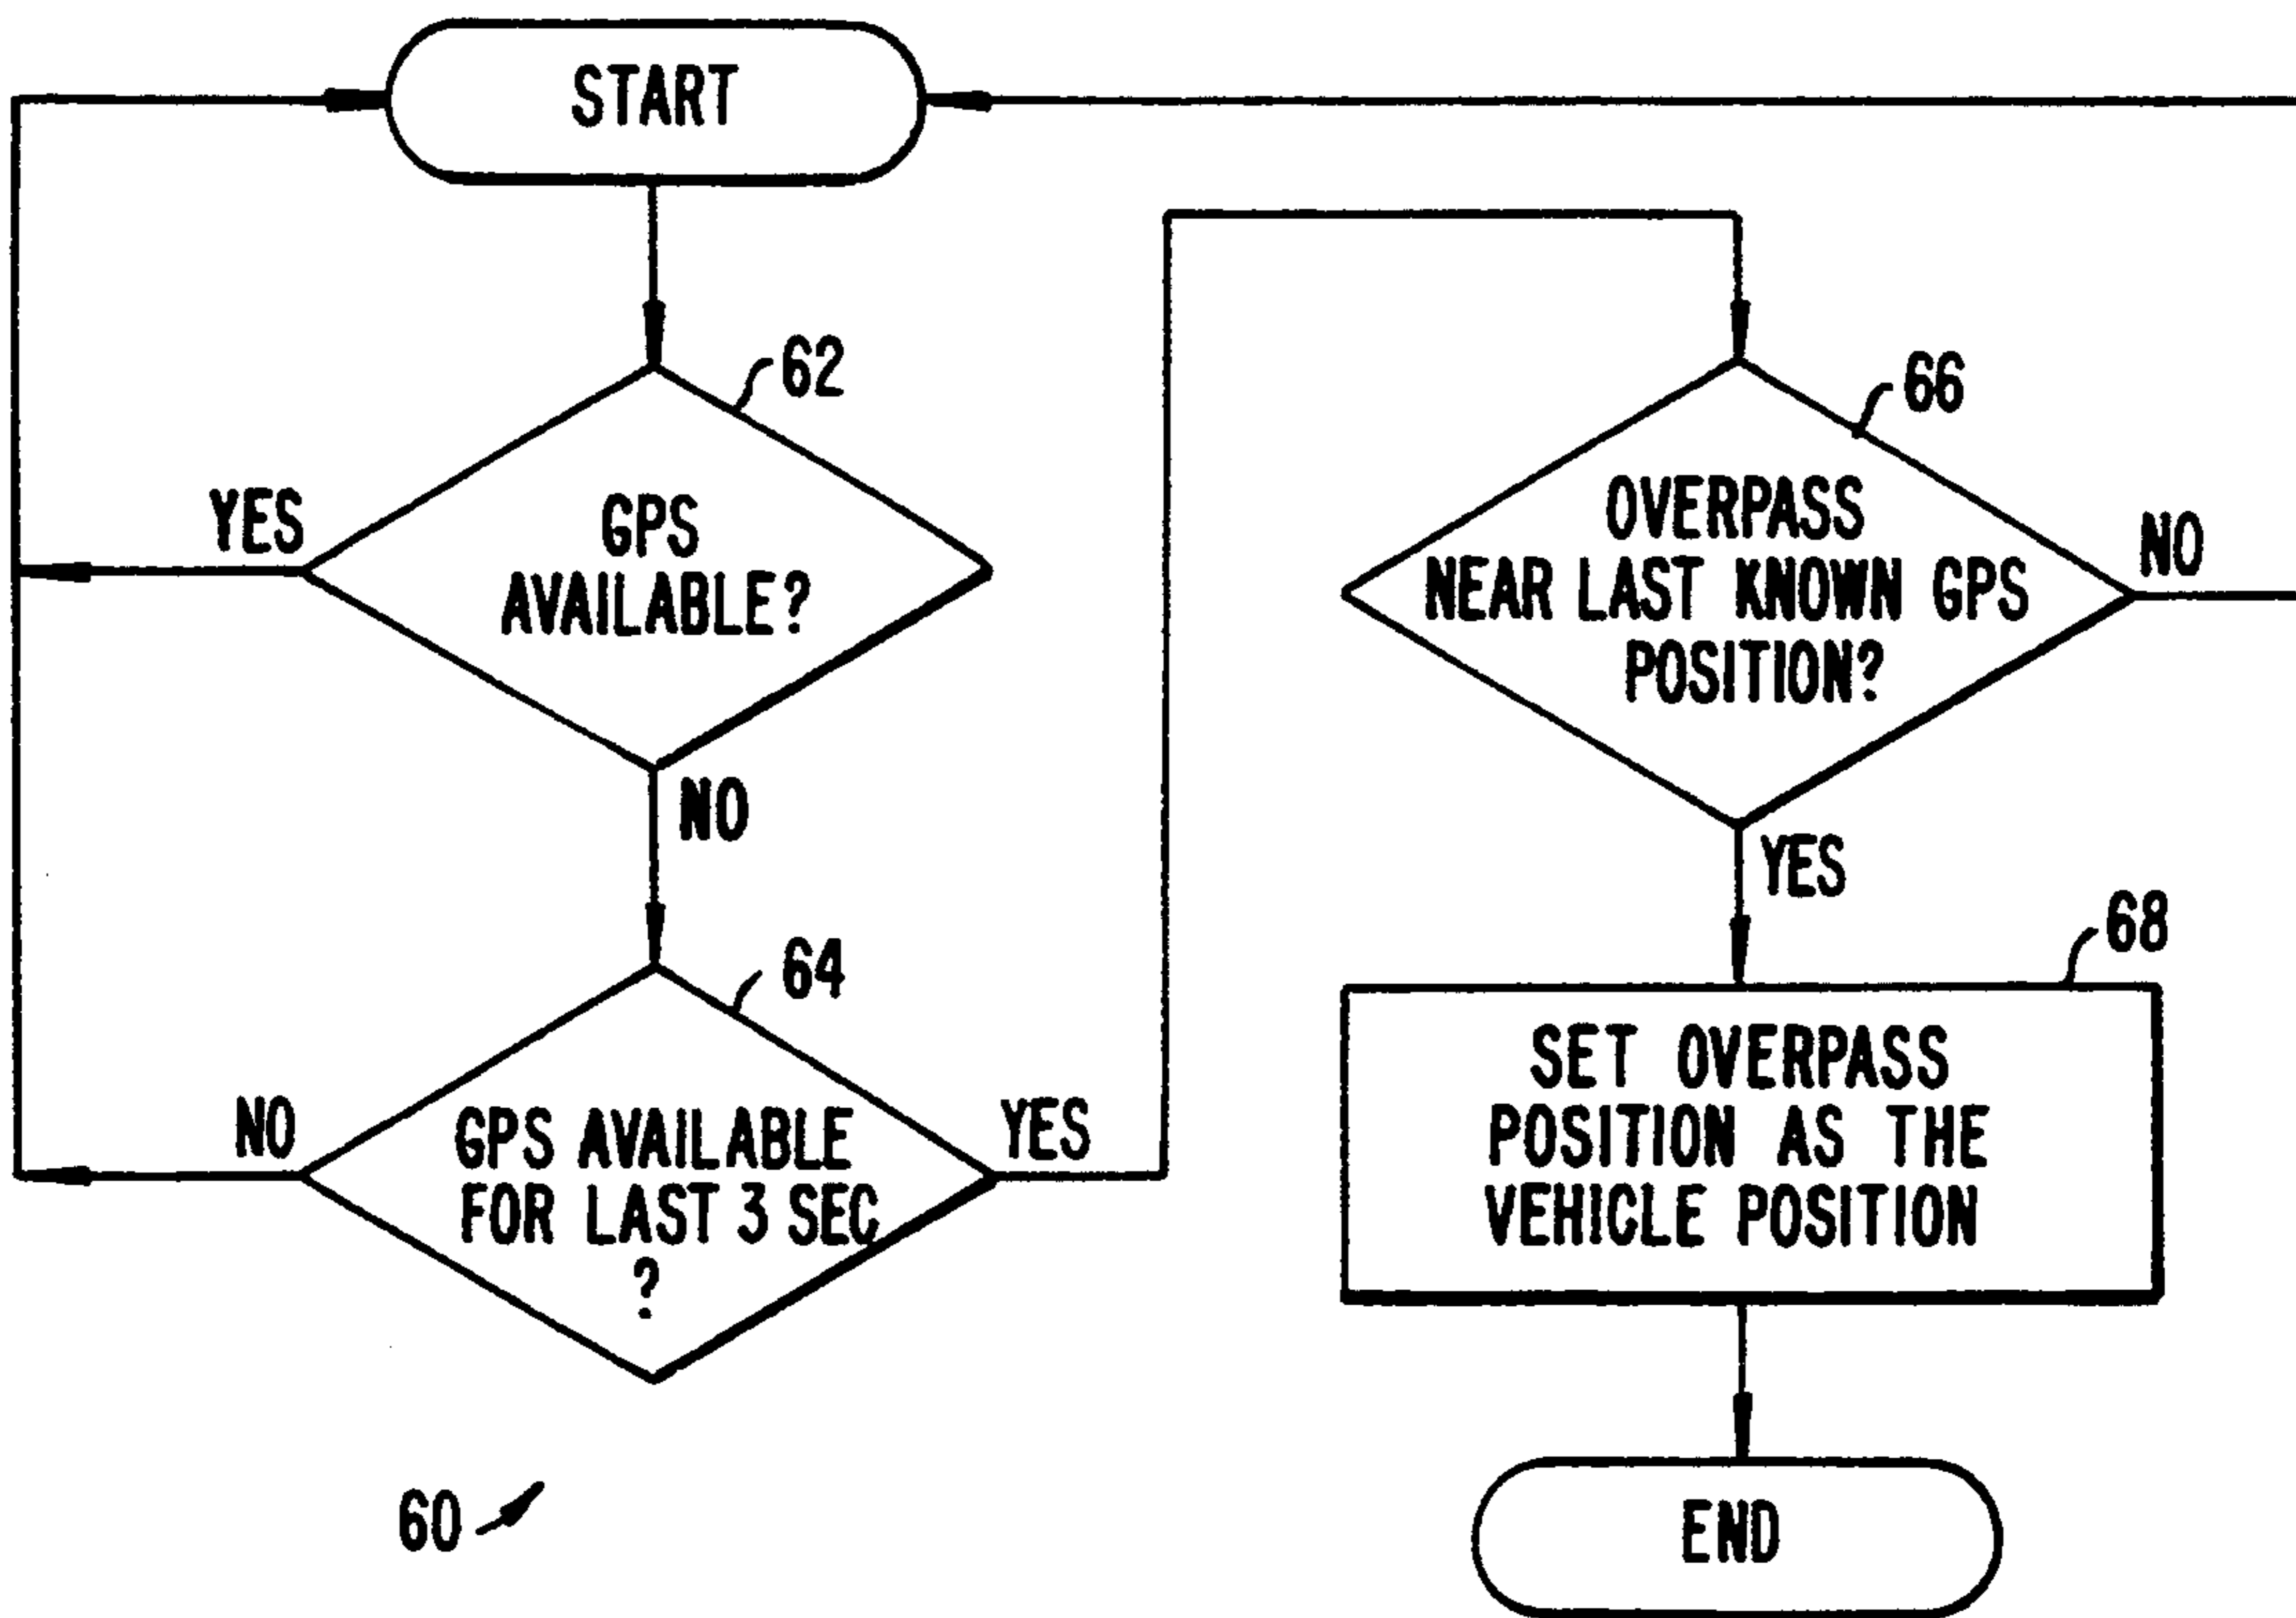 START
62
YES
GPS
AVAILABLE?
NO
64
NO
GPS AVAILABLE
FOR LAST 3 SEC
?
YES
60
66
OVERPASS
NEAR LAST KNOWN GPS
POSITION?
NO
YES
68
SET OVERPASS
POSITION AS THE
VEHICLE POSITION
END